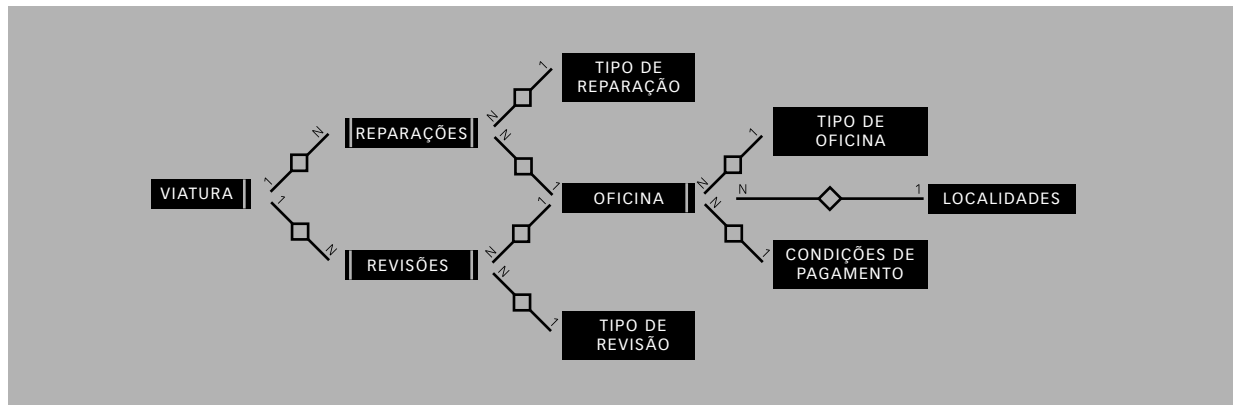 TIPO DE
REPARAÇÃO
1
N
REPARAÇÕES
N
N
1
TIPO DE
OFICINA
1
VIATURA
1
1
N
1
OFICINA
1
N
N
N
1
LOCALIDADES
N
REVISÕES
N
N
1
CONDIÇÕES DE
PAGAMENTO
1
TIPO DE
REVISÃO